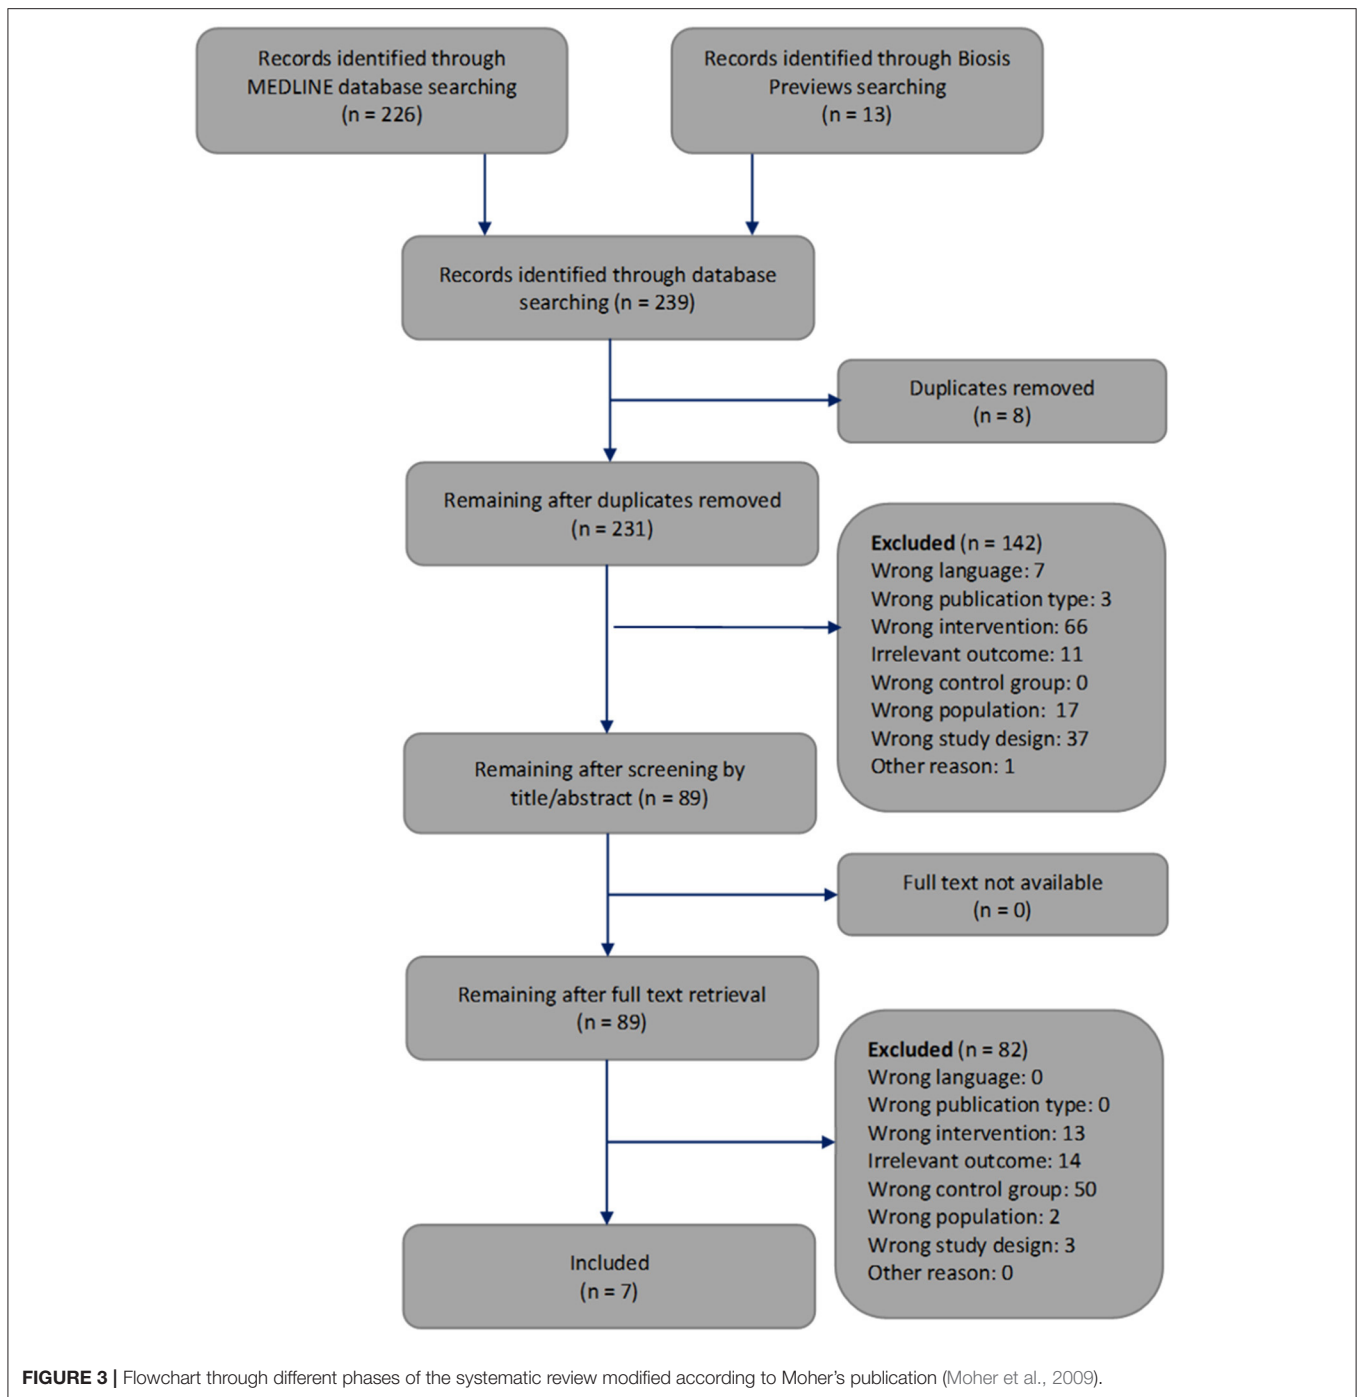 Records identified through
MEDLINE database searching
(n = 226)
Records identified through Biosis
Previews searching
(n = 13)
Records identified through database
searching (n = 239)
Duplicates removed
(n = 8)
Remaining after duplicates removed
(n = 231)
Excluded (n = 142)
Wrong language: 7
Wrong publication type: 3
Wrong intervention: 66
Irrelevant outcome: 11
Wrong control group: 0
Wrong population:  17
Wrong study design: 37
Other reason: 1
Remaining after screening by
title/abstract (n = 89)
Full text not available
(n = 0)
Remaining after full text retrieval
(n = 89)
Excluded (n = 82)
Wrong language: 0
Wrong publication type: 0
Wrong intervention: 13
Irrelevant outcome: 14
Wrong control group: 50
Wrong population: 2
Wrong study design: 3
Other reason: 0
Included
(n = 7)
FIGURE 3 | Flowchart through different phases of the systematic review modified according to Moher's publication (Moher et al., 2009).